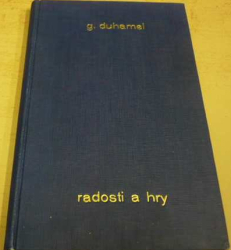 g. duhamel
radosti a hry